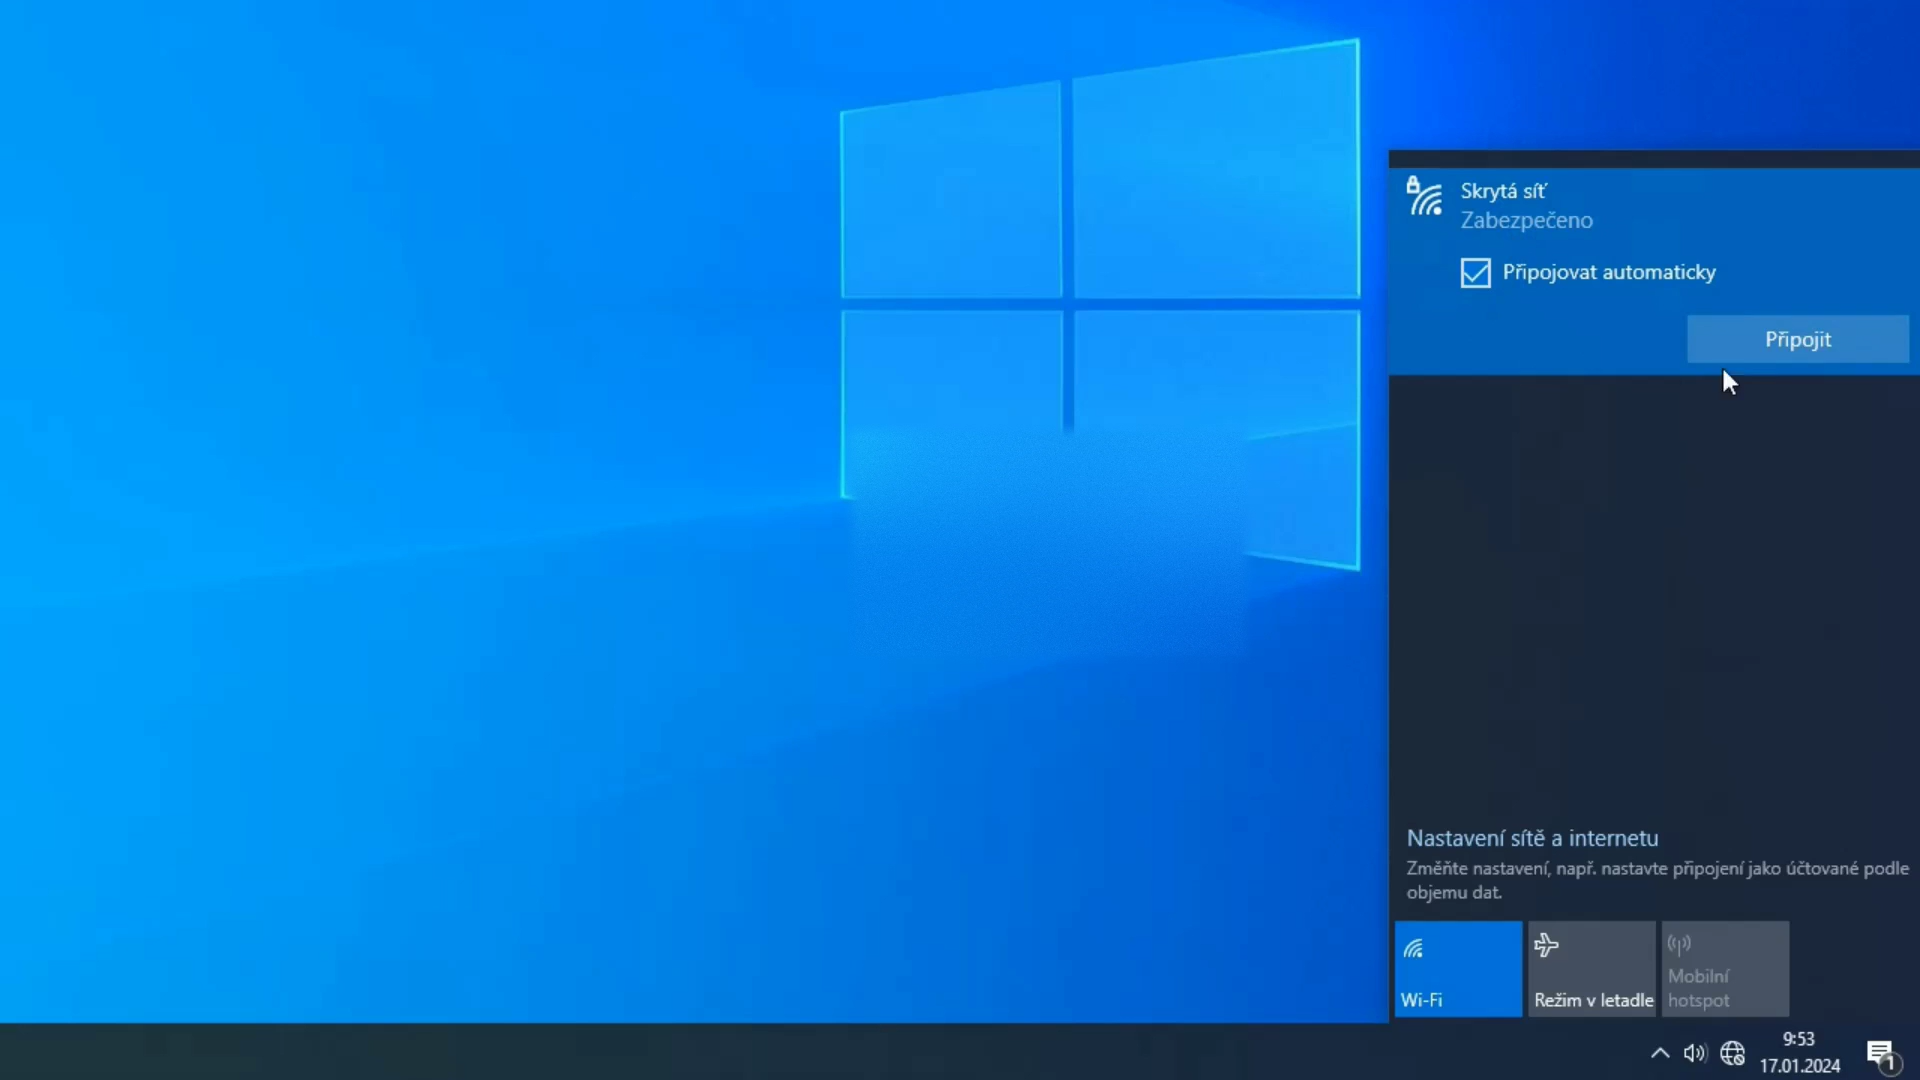 Skrytá síť
Zabezpečeno
Připojovat automaticky
Připojit
Nastavení sítě a internetu
Změňte nastavení, např. nastavte připojení jako účtované podle
objemu dat.
Wi-Fi
Režim v letadle
Mobilní
hotspot
9:53
17.01.2024
1